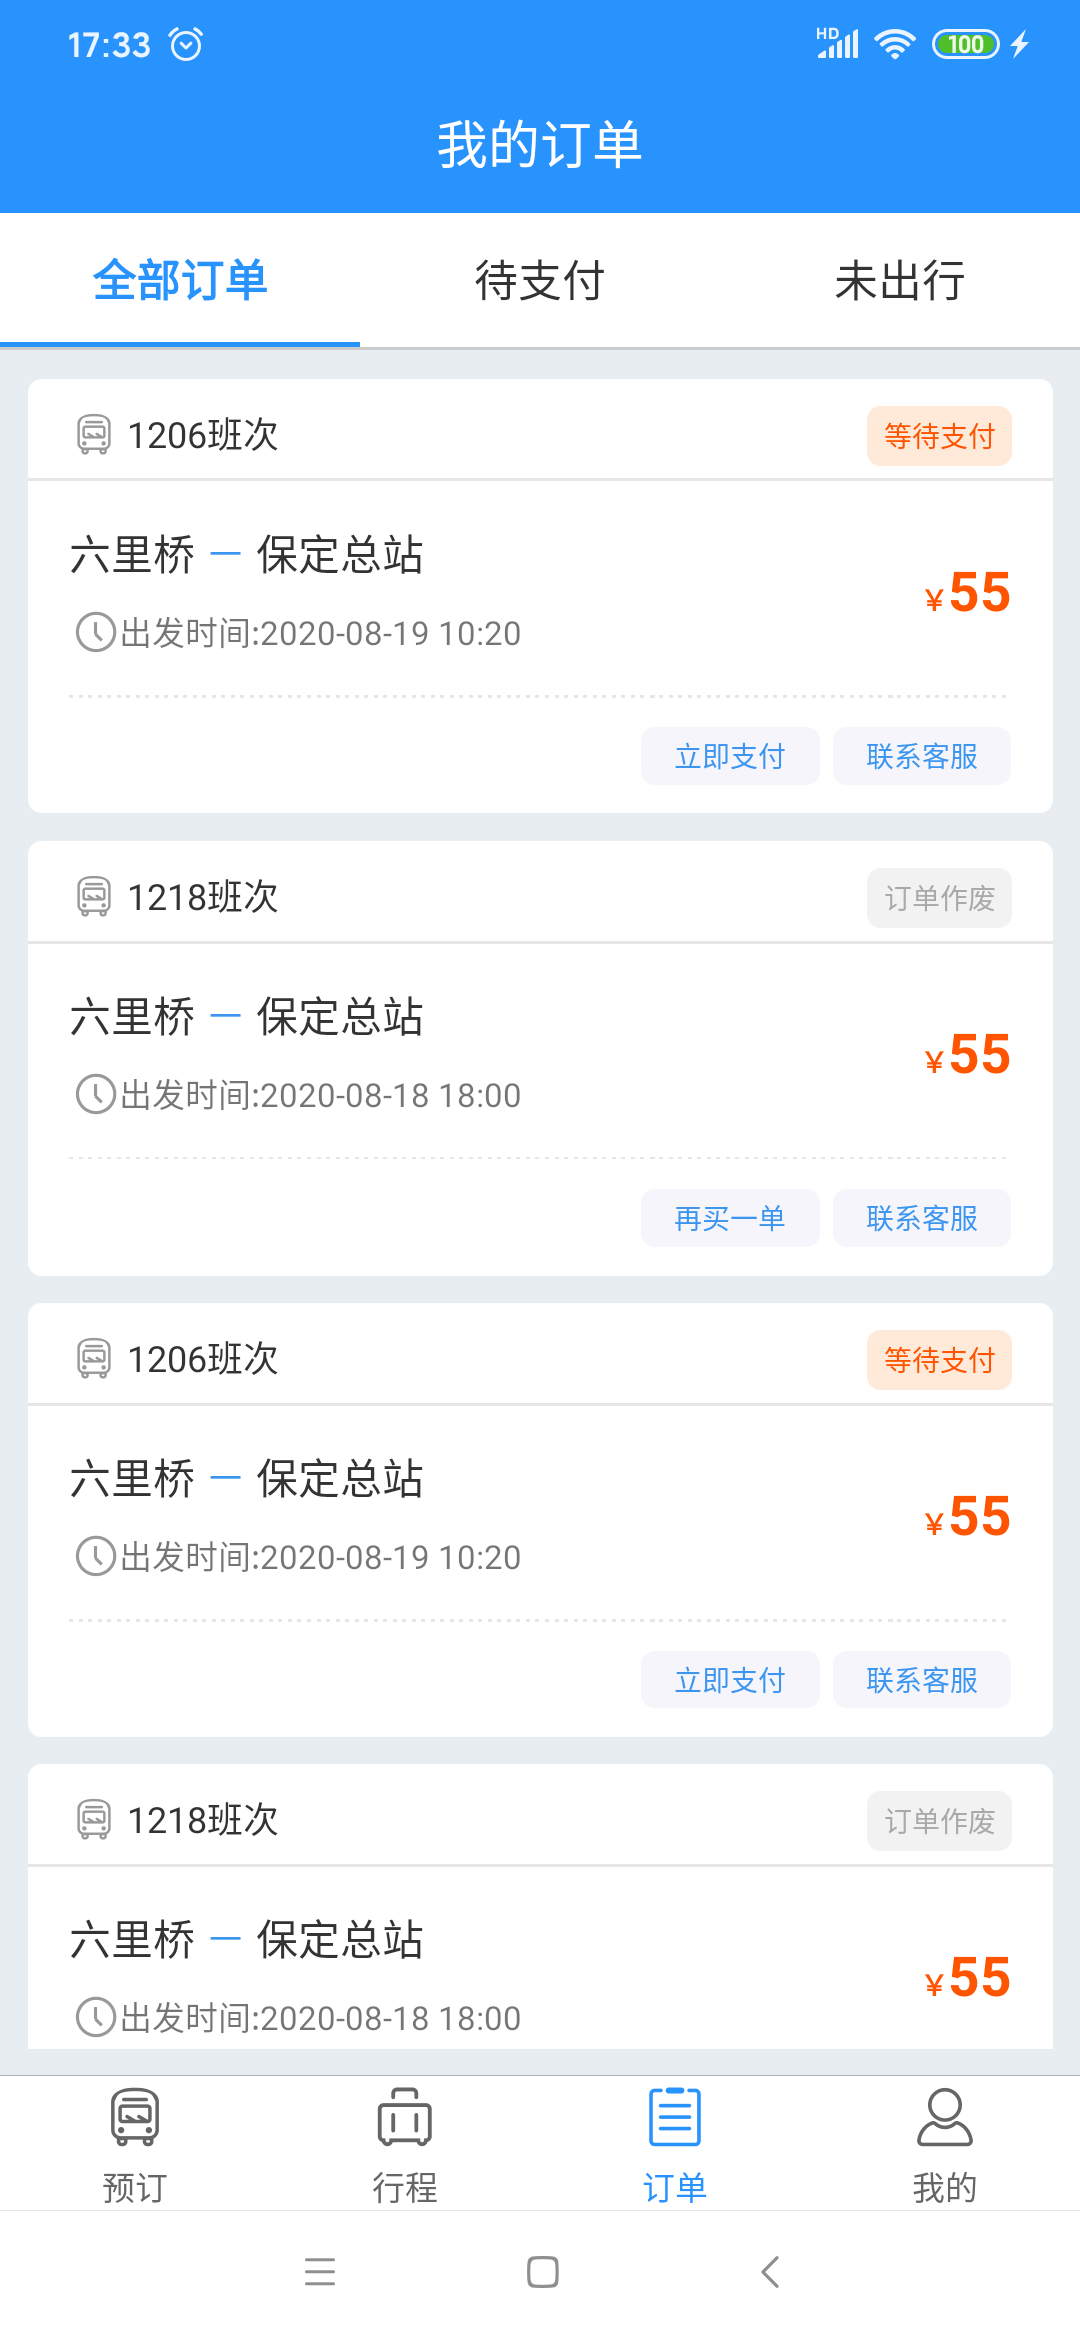 17:33
HD
100
我的订单
全部订单
待支付
未出行
1206班次
等待支付
六里桥 — 保定总站
¥55
出发时间:2020-08-19 10:20
立即支付
联系客服
1218班次
订单作废
六里桥 — 保定总站
¥55
出发时间:2020-08-18 18:00
再买一单
联系客服
1206班次
等待支付
六里桥 — 保定总站
¥55
出发时间:2020-08-19 10:20
立即支付
联系客服
1218班次
订单作废
六里桥 — 保定总站
¥55
出发时间:2020-08-18 18:00
预订
行程
订单
我的